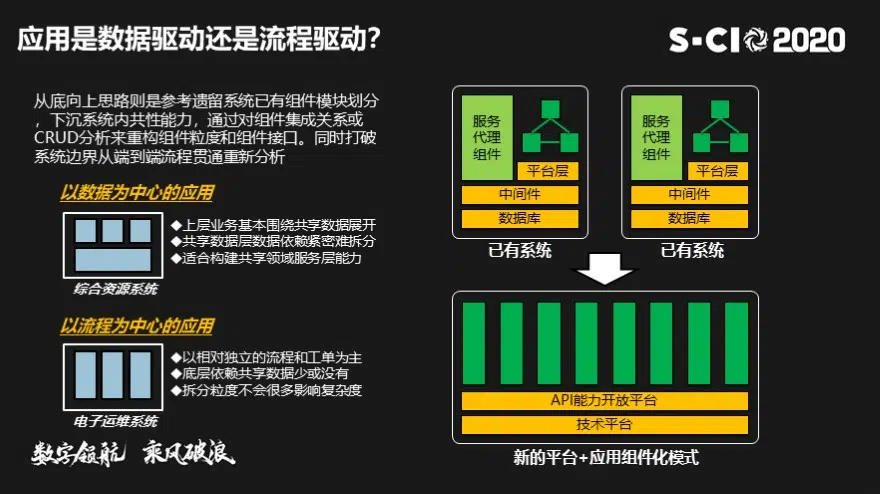 应用是数据驱动还是流程驱动？
S-CIO 2020
从底向上思路则是参考遗留系统已有组件模块划分
，下沉系统内共性能力，通过对组件集成关系或
CRUD分析来重构组件粒度和组件接口。同时打破
系统边界从端到端流程贯通重新分析
以数据为中心的应用
◆上层业务基本围绕共享数据展开
◆共享数据层数据依赖紧密难拆分
◆适合构建共享领域服务层能力
综合资源系统
以流程为中心的应用
◆以相对独立的流程和工单为主
◆底层依赖共享数据少或没有
◆拆分粒度不会很多影响复杂度
电子运维系统
数字领航 乘风破浪
服务
代理
组件
平台层
中间件
数据库
已有系统
服务
代理
组件
平台层
中间件
数据库
已有系统
API能力开放平台
技术平台
新的平台+应用组件化模式